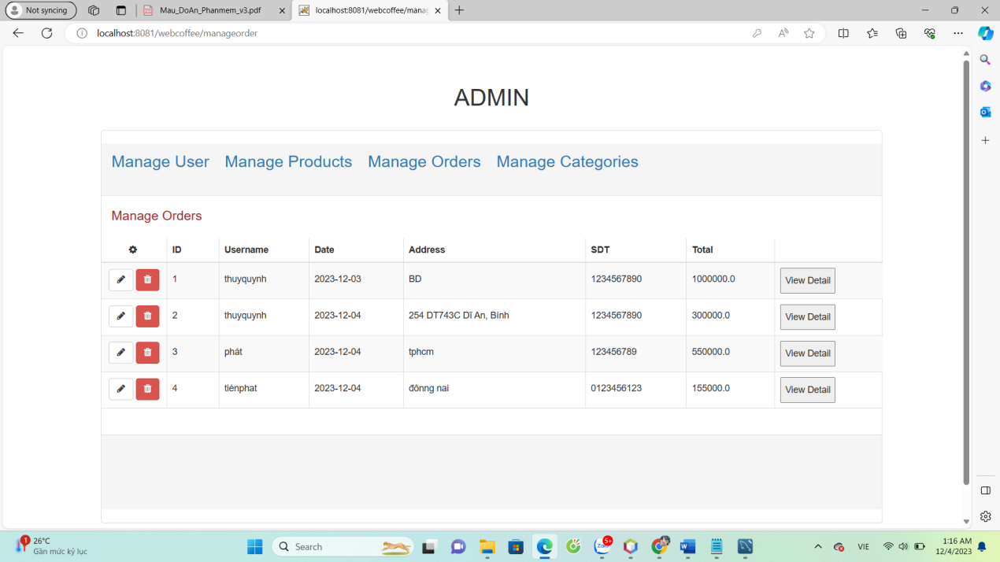 Not syncing
Mau_DoAn_Phanmem_v3.pdf
localhost:8081/webcoffee/mana
localhost:8081/webcoffee/manageorder
ADMIN
Manage User Manage Products Manage Orders Manage Categories
Manage Orders
ID Username Date Address SDT Total
1 thuyquynh 2023-12-03 BD 1234567890 1000000.0 View Detail
2 thuyquynh 2023-12-04 254 DT743C Dĩ An, Binh 1234567890 300000.0 View Detail
3 phát 2023-12-04 tphcm 123456789 550000.0 View Detail
4 tiénphat 2023-12-04 đônng nai 0123456123 155000.0 View Detail
1 26°C
Gần mức kỷ lục
Search
5+
Zalo
VIE
1:16 AM
12/4/2023